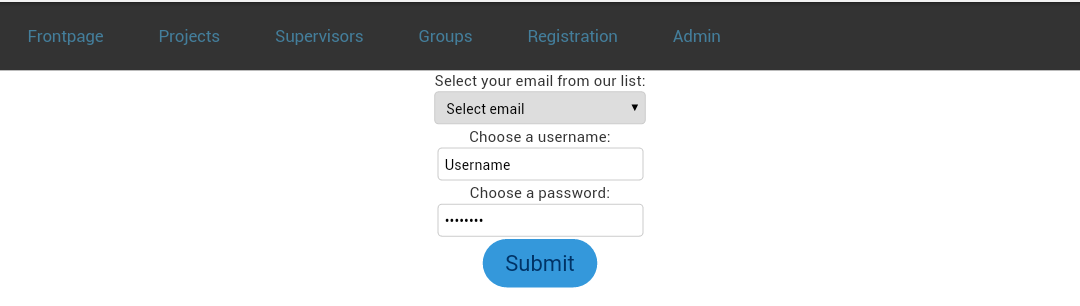 Frontpage Projects Supervisors Groups Registration Admin
Select your email from our list:
Select email
Choose a username:
Username
Choose a password:
••••••••
Submit